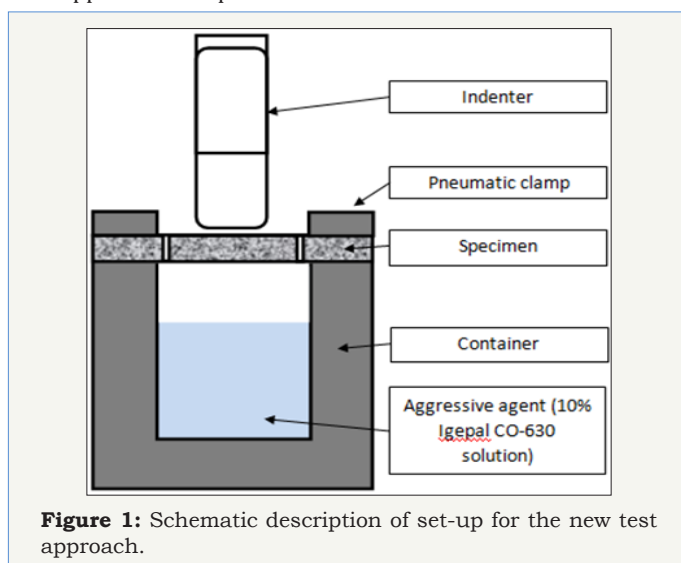 Indenter
Pneumatic clamp
Specimen
Container
Aggressive agent (10%
Igepal CO-630
solution)
Figure 1: Schematic description of set-up for the new test
approach.